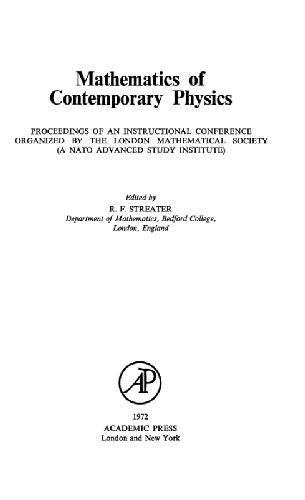 Mathematics of
Contemporary Physics
PROCEEDINGS OF AN INSTRUCTIONAL CONFERENCE
ORGANIZED BY THE LONDON MATHEMATICAL SOCIETY
(A NATO ADVANCED STUDY INSTITUTE)
Edited by
R. F. STREATER
Department of Mathematics, Bedford College,
London, England
AP
1972
ACADEMIC PRESS
London and New York